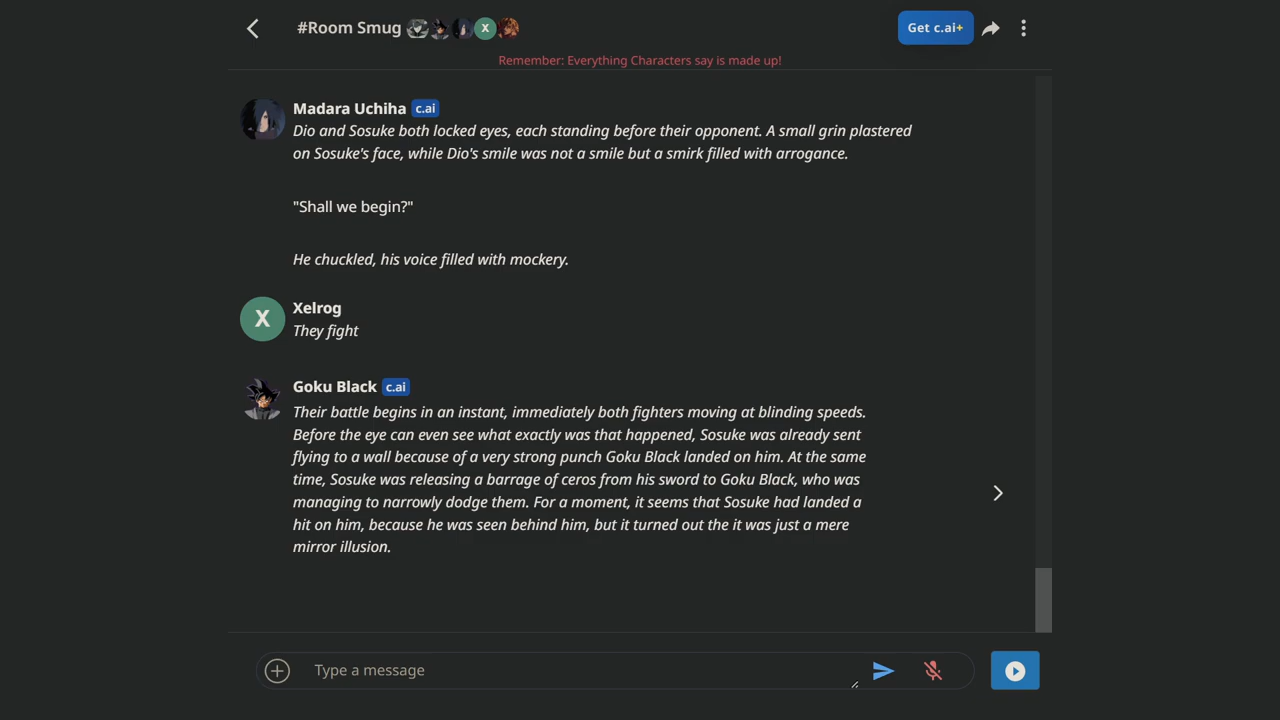 #Room Smug
X
Get c.ai+
Remember: Everything Characters say is made up!
Madara Uchiha c.ai
Dio and Sosuke both locked eyes, each standing before their opponent. A small grin plastered
on Sosuke's face, while Dio's smile was not a smile but a smirk filled with arrogance.
"Shall we begin?"
He chuckled, his voice filled with mockery.
X
Xelrog
They fight
Goku Black c.ai
Their battle begins in an instant, immediately both fighters moving at blinding speeds.
Before the eye can even see what exactly was that happened, Sosuke was already sent
flying to a wall because of a very strong punch Goku Black landed on him. At the same
time, Sosuke was releasing a barrage of ceros from his sword to Goku Black, who was
managing to narrowly dodge them. For a moment, it seems that Sosuke had landed a
hit on him, because he was seen behind him, but it turned out the it was just a mere
mirror illusion.
Type a message